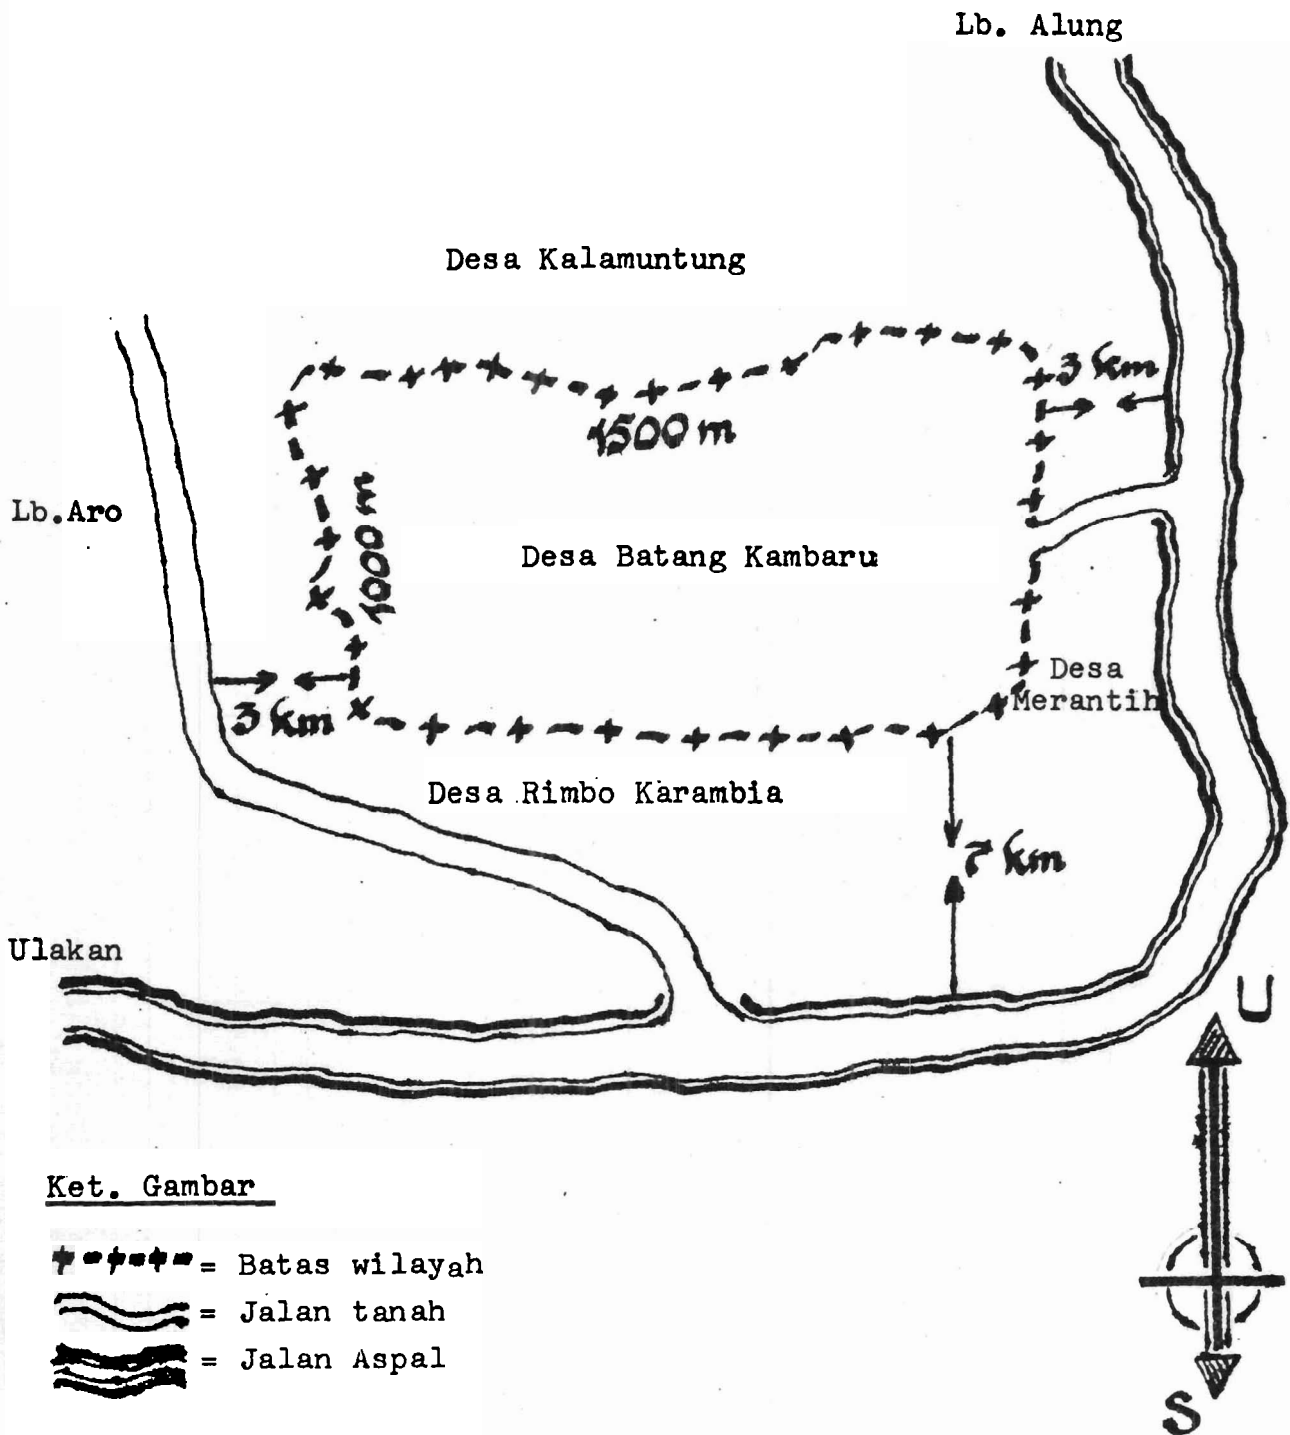 Lb. Alung
Desa Kalamuntung
3 km
1500 m
Lb.Aro
1000 m
Desa Batang Kambaru
Desa
Merantih
3 km
Desa Rimbo Karambia
7 km
Ulakan
U
Ket. Gambar
= Batas wilayah
= Jalan tanah
= Jalan Aspal
S